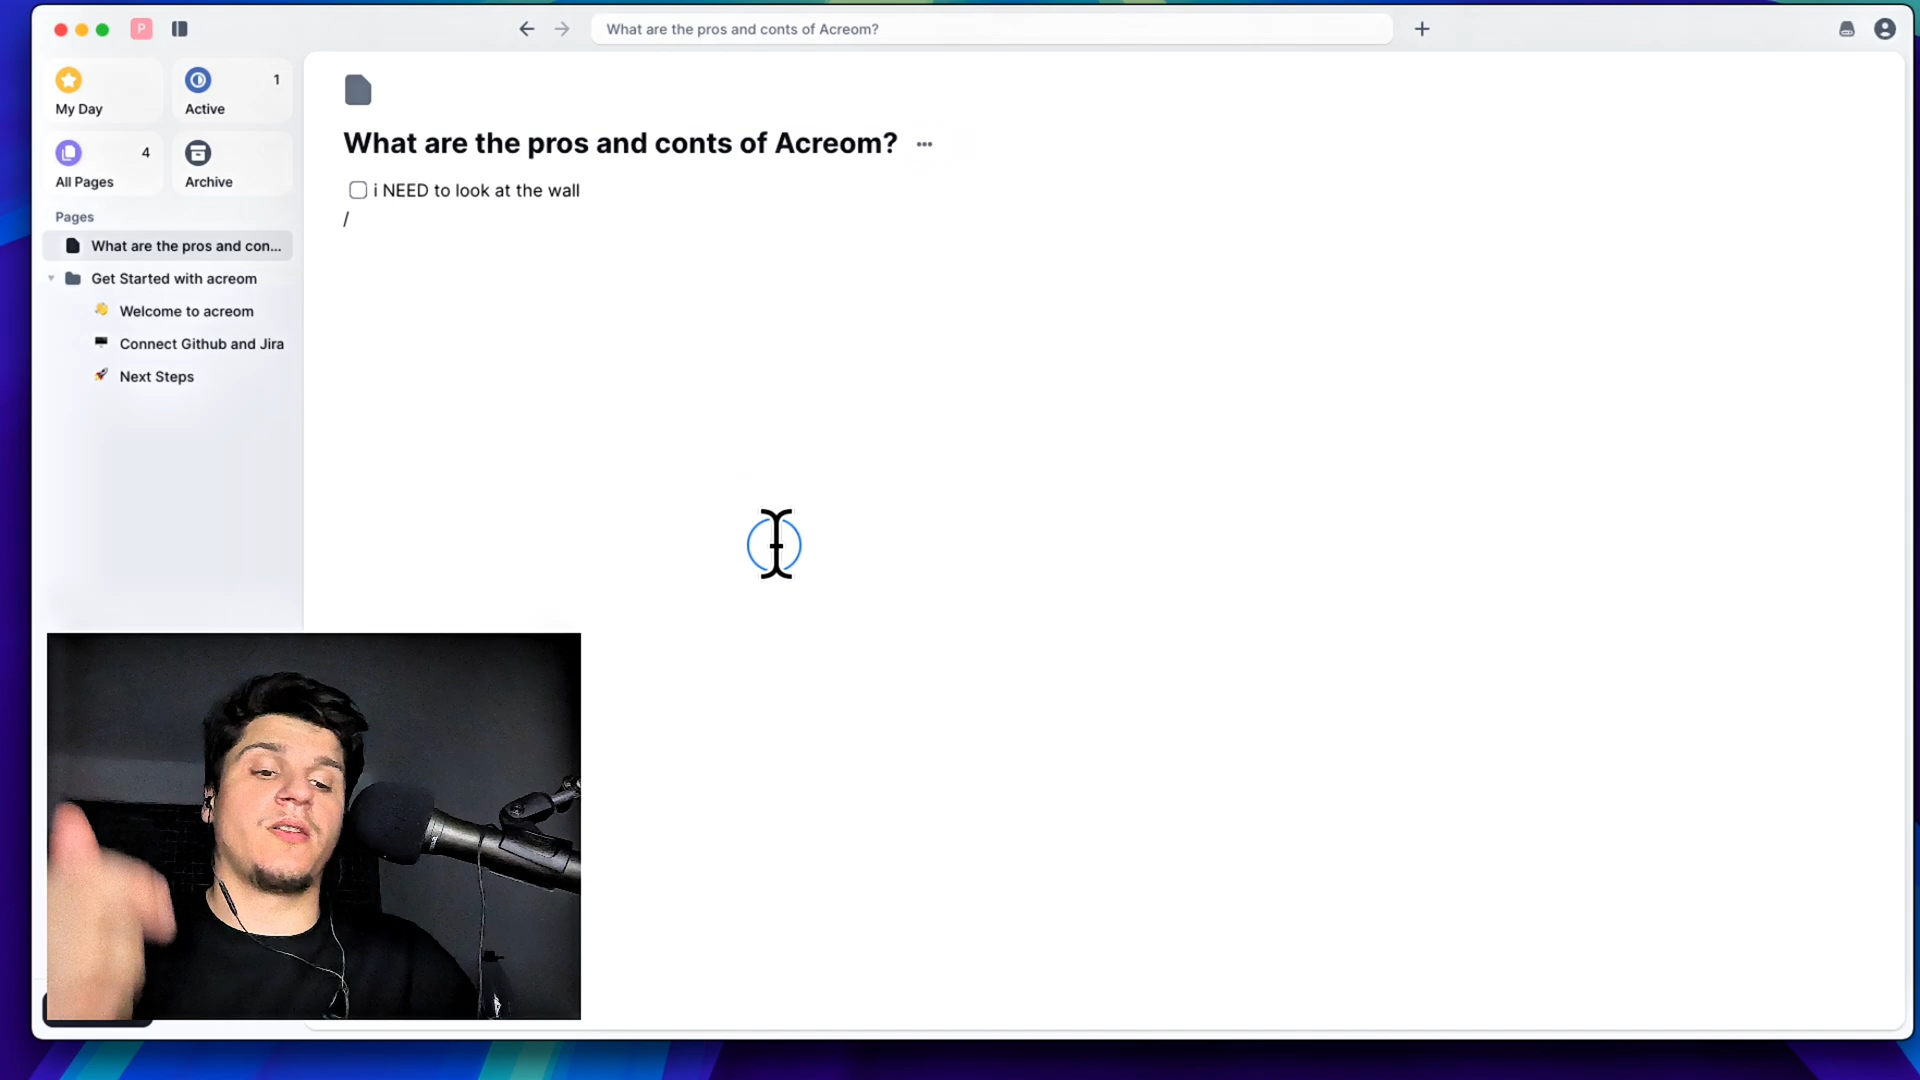 P
What are the pros and conts of Acreom?
My Day
Active
1
All Pages
4
Archive
Pages
What are the pros and con...
Get Started with acreom
Welcome to acreom
Connect Github and Jira
Next Steps
What are the pros and conts of Acreom?
i NEED to look at the wall
/